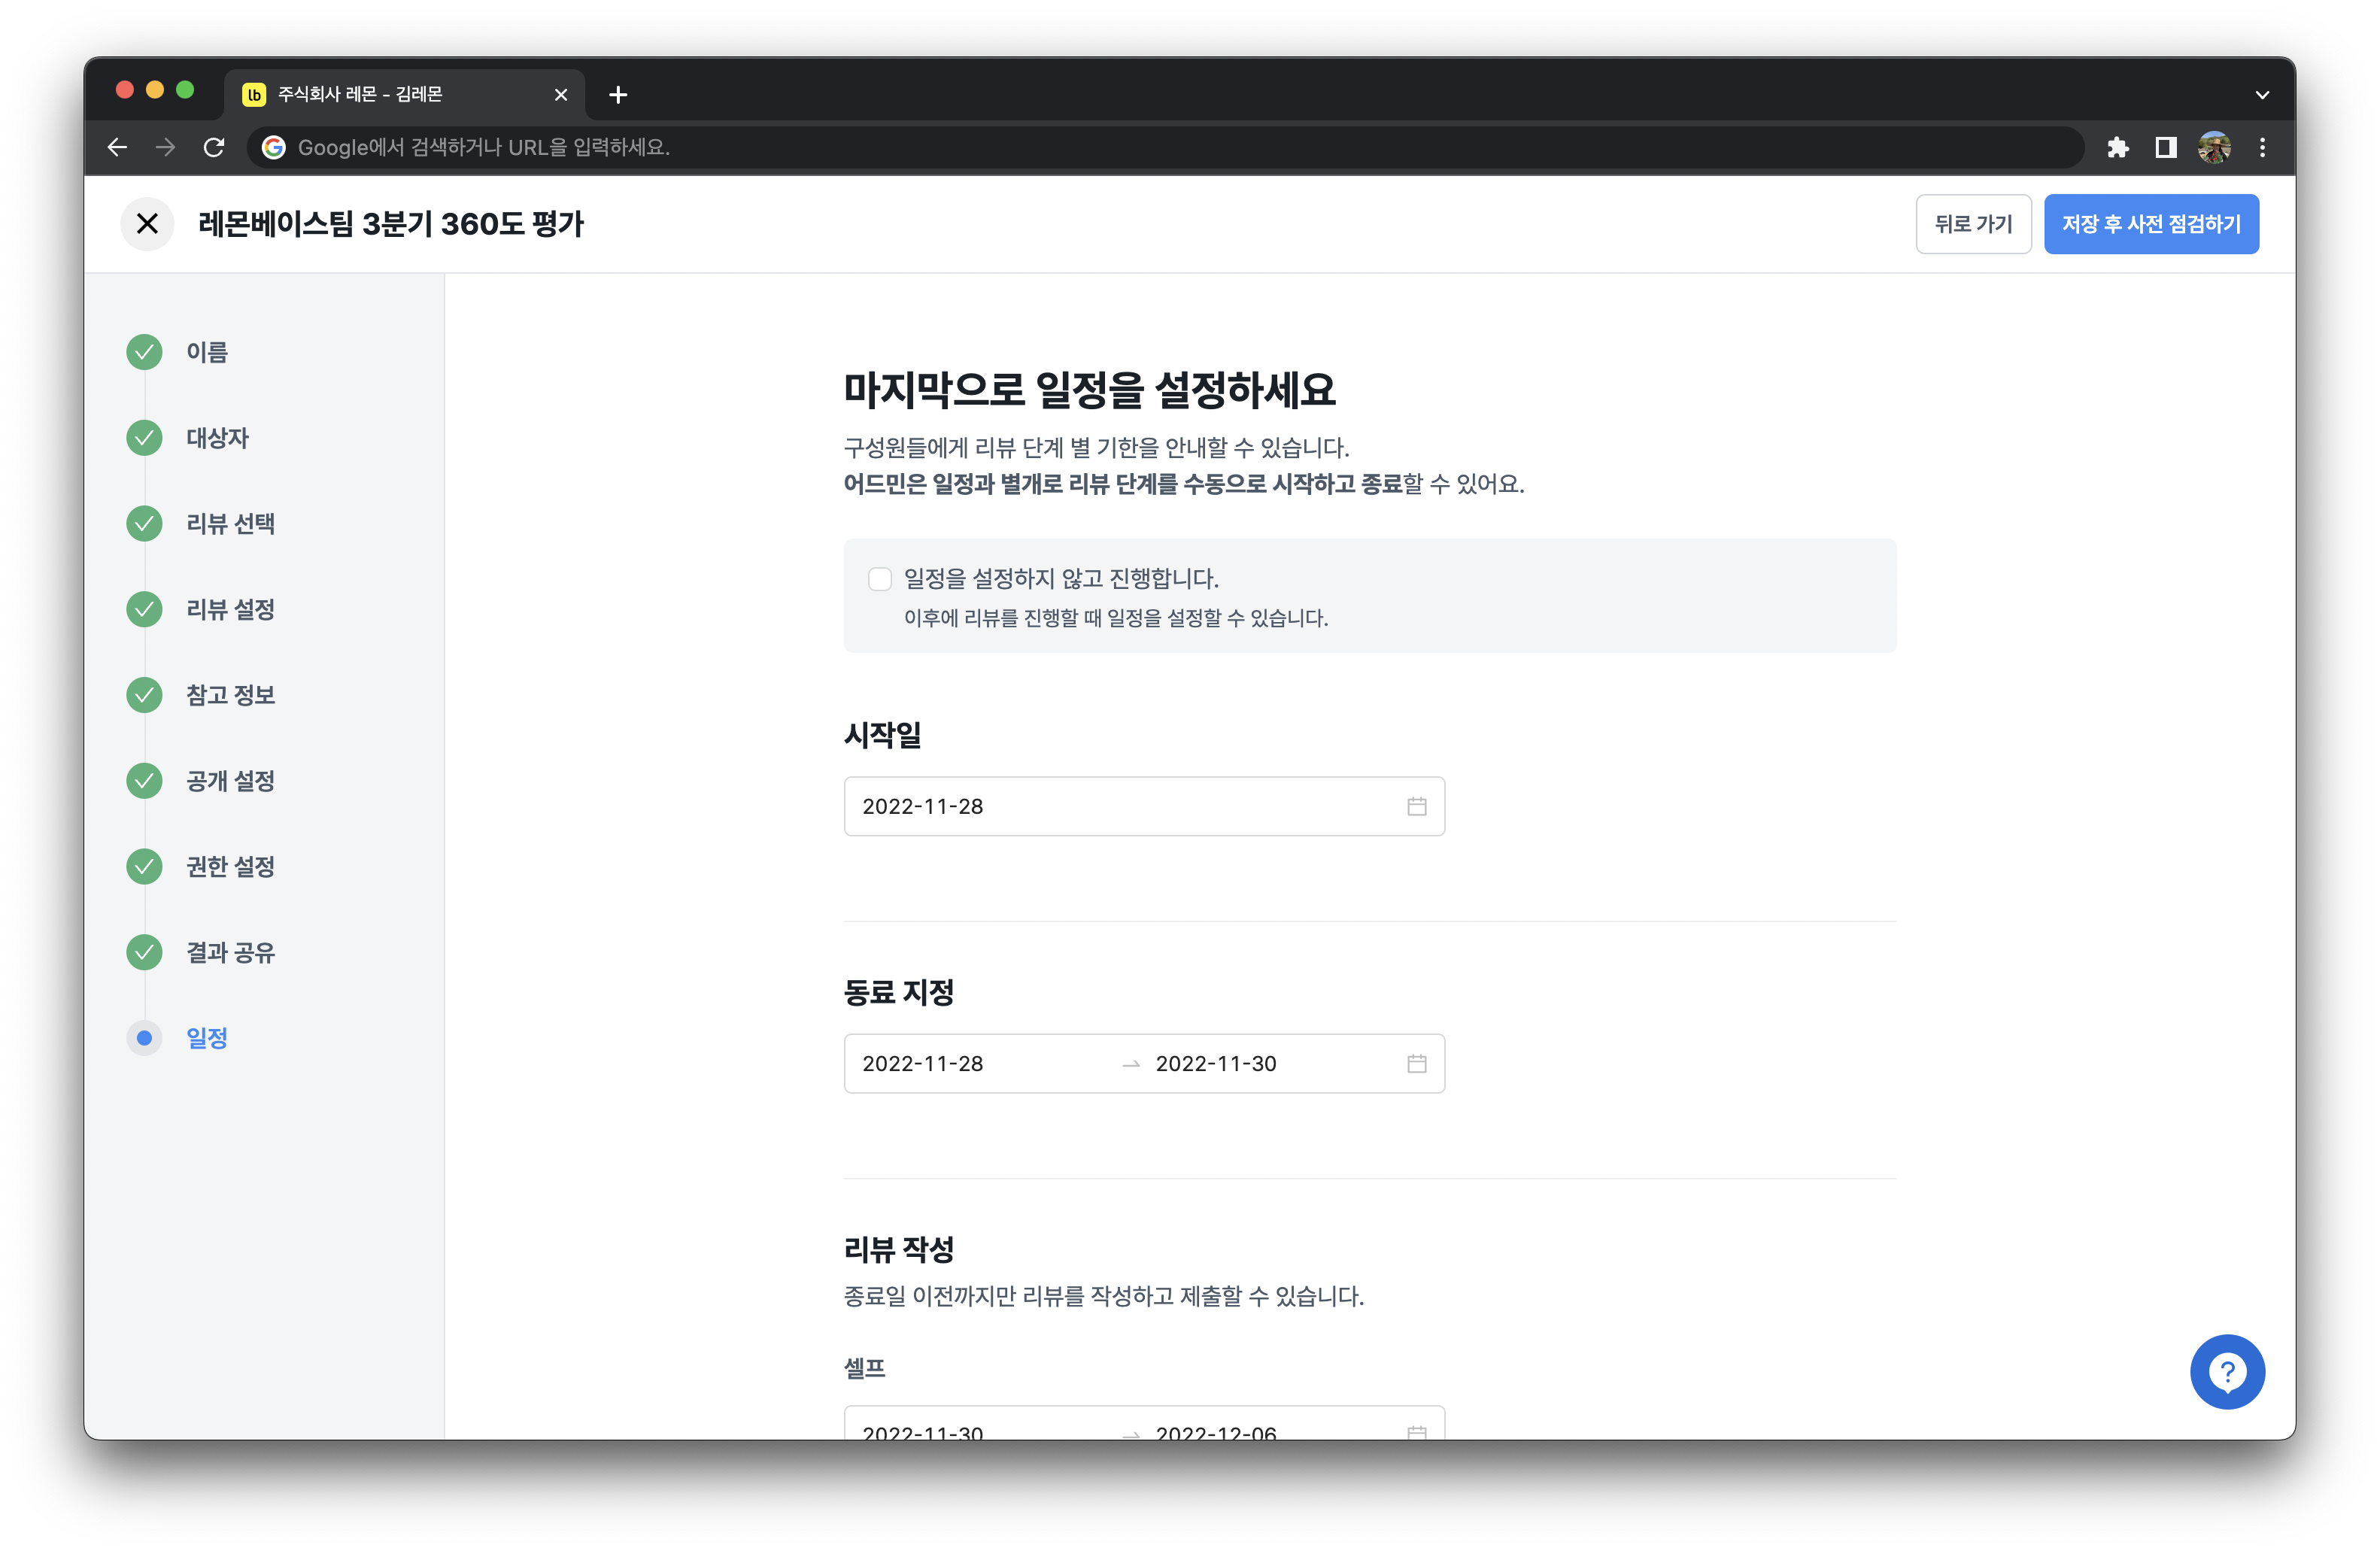 lb 주식회사 레몬 - 김레몬
Google에서 검색하거나 URL을 입력하세요.
레몬베이스팀 3분기 360도 평가
뒤로 가기
저장 후 사전 점검하기
이름
대상자
리뷰 선택
리뷰 설정
참고 정보
공개 설정
권한 설정
결과 공유
일정
마지막으로 일정을 설정하세요
구성원들에게 리뷰 단계 별 기한을 안내할 수 있습니다.
어드민은 일정과 별개로 리뷰 단계를 수동으로 시작하고 종료할 수 있어요.
일정을 설정하지 않고 진행합니다.
이후에 리뷰를 진행할 때 일정을 설정할 수 있습니다.
시작일
2022-11-28
동료 지정
2022-11-28 → 2022-11-30
리뷰 작성
종료일 이전까지만 리뷰를 작성하고 제출할 수 있습니다.
셀프
2022-11-30 → 2022-12-06